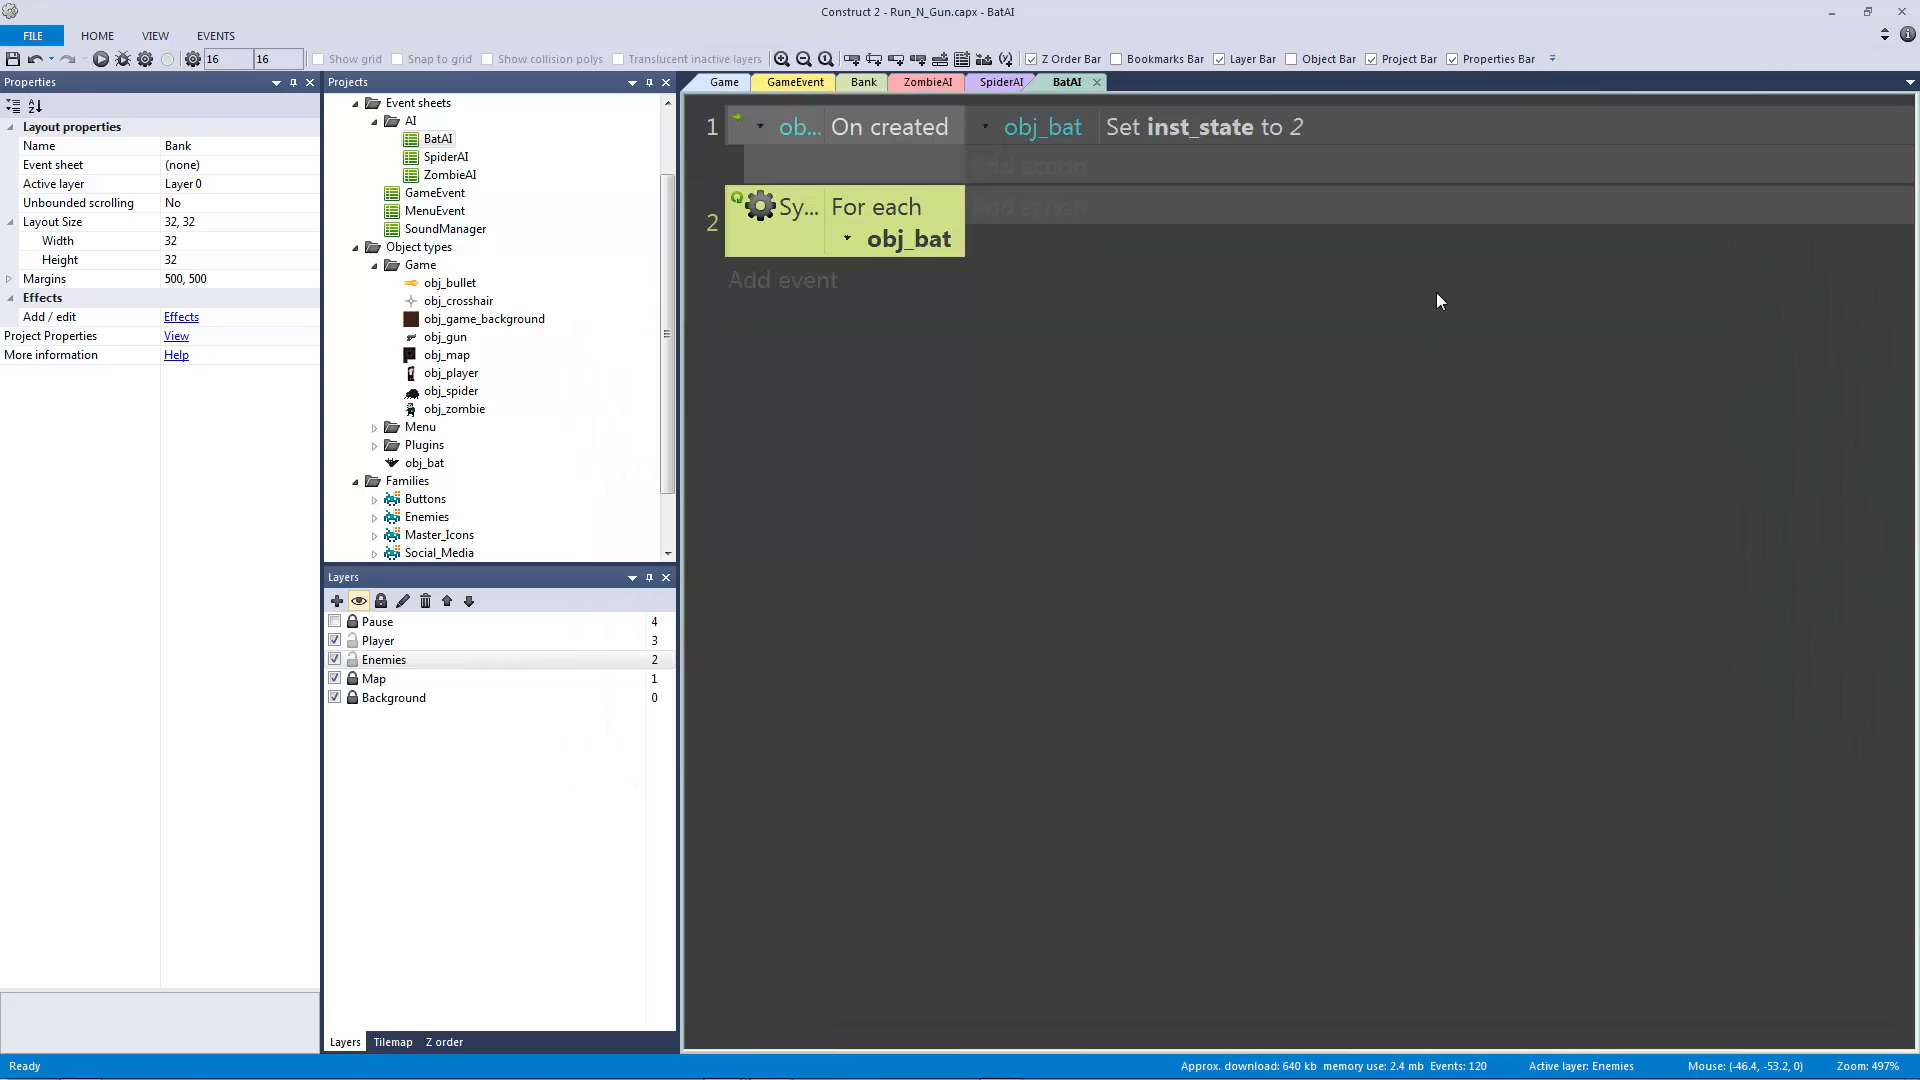 Construct 2 - Run_N_Gun.capx - BatAI
FILE HOME VIEW EVENTS
16 16 Show grid Snap to grid Show collision polys Translucent inactive layers Z Order Bar Bookmarks Bar Layer Bar Object Bar Project Bar Properties Bar
Properties
Layout properties
Name Bank
Event sheet (none)
Active layer Layer 0
Unbounded scrolling No
Layout Size 32, 32
Width 32
Height 32
Margins 500, 500
Effects
Add / edit Effects
Project Properties View
More information Help
Projects
Event sheets
AI
BatAI
SpiderAI
ZombieAI
GameEvent
MenuEvent
SoundManager
Object types
Game
obj_bullet
obj_crosshair
obj_game_background
obj_gun
obj_map
obj_player
obj_spider
obj_zombie
Menu
Plugins
obj_bat
Families
Buttons
Enemies
Master_Icons
Social_Media
Layers
Pause 4
Player 3
Enemies 2
Map 1
Background 0
Layers Tilemap Z order
Game GameEvent Bank ZombieAI SpiderAI BatAI
1 ob... On created obj_bat Set inst_state to 2
Add action
2 Sy... For each Add action
obj_bat
Add event
Ready Approx. download: 640 kb memory use: 2.4 mb Events: 120 Active layer: Enemies Mouse: (-46.4, -53.2, 0) Zoom: 497%